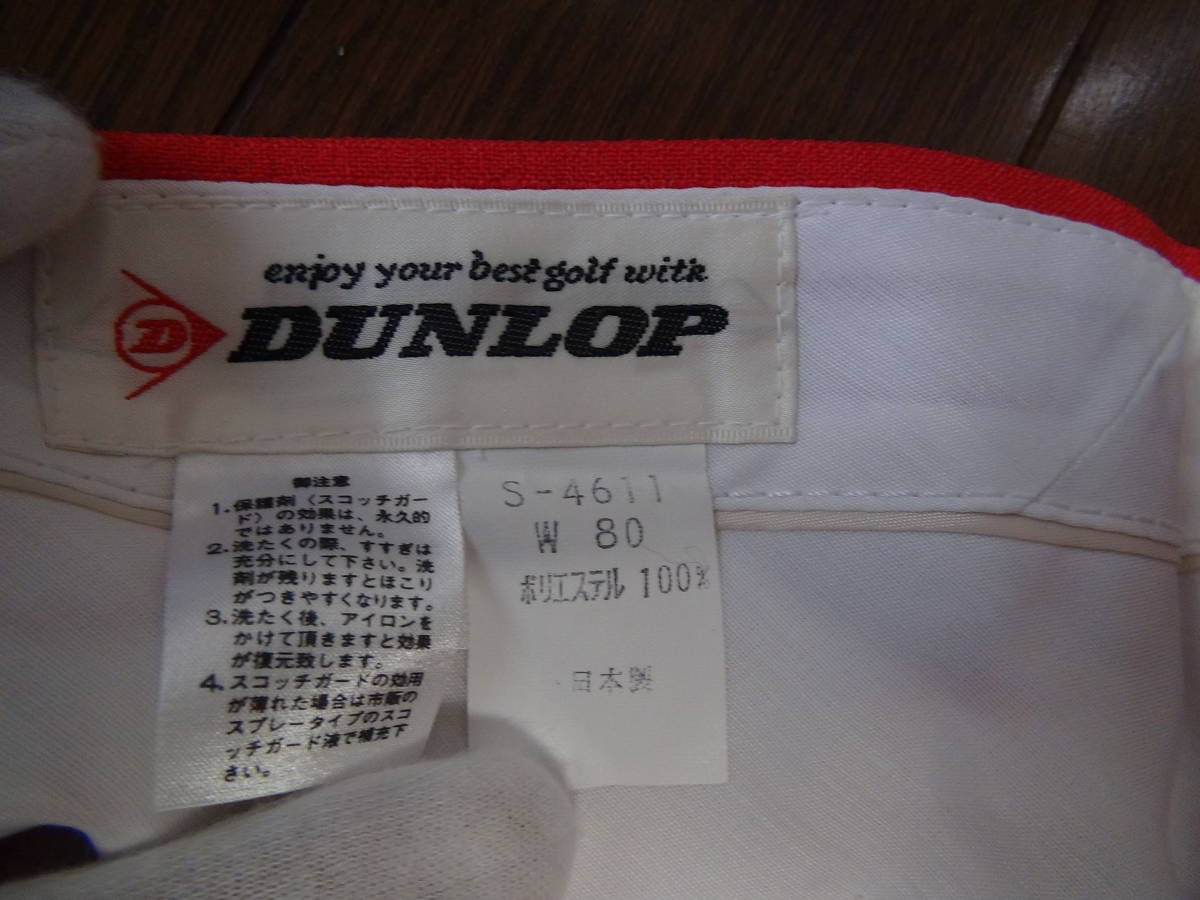 enjoy your best golf with
D DUNLOP
御注意
1. 保護剤〈スコッチガー
ド〉の効果は、永久的
ではありません。
2. 洗たくの際、すすぎは
充分にして下さい。洗
剤が残りますとほこり
がつきやすくなります。
3. 洗たく後、アイロンを
かけて頂きますと効果
が復元致します。
4. スコッチガードの効用
が薄れた場合は市販の
スプレータイプのスコ
ッチガード液で補充下
さい。
S-4611
W 80
ポリエステル 100%
日本製